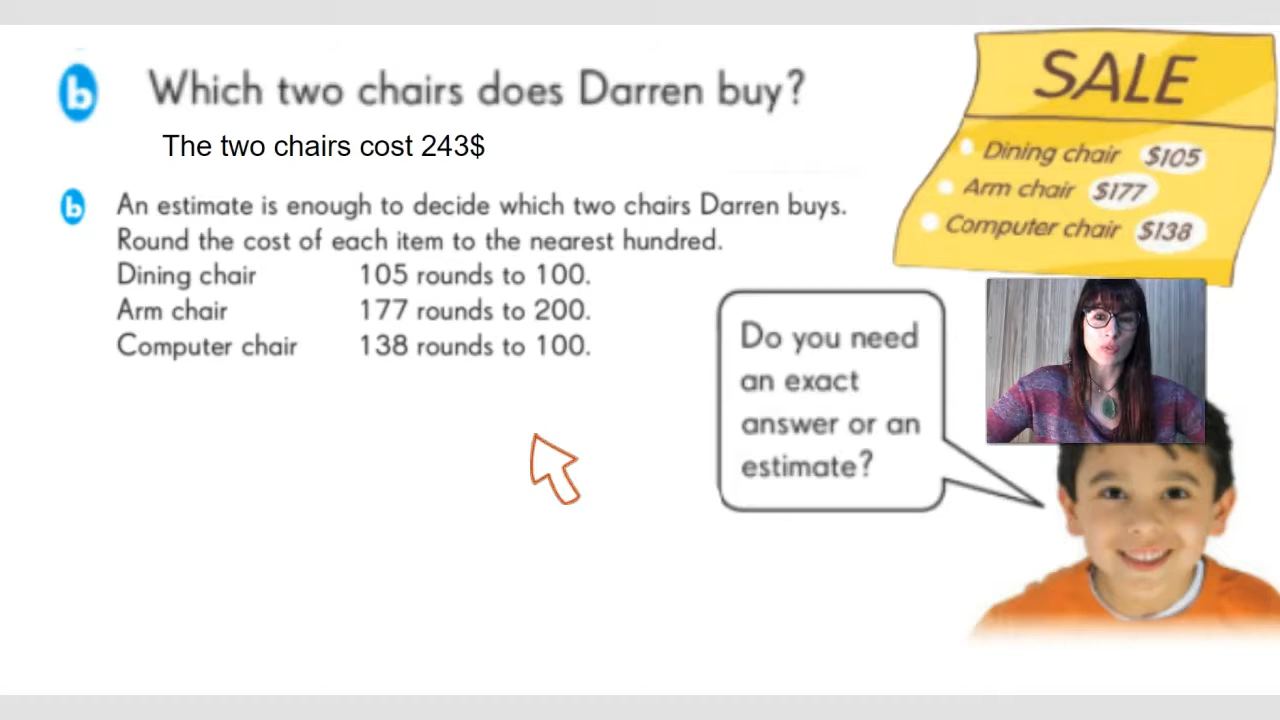 b Which two chairs does Darren buy?
The two chairs cost 243$
b An estimate is enough to decide which two chairs Darren buys.
Round the cost of each item to the nearest hundred.
Dining chair 105 rounds to 100.
Arm chair 177 rounds to 200.
Computer chair 138 rounds to 100.
SALE
Dining chair $105
Arm chair $177
Computer chair $138
Do you need
an exact
answer or an
estimate?